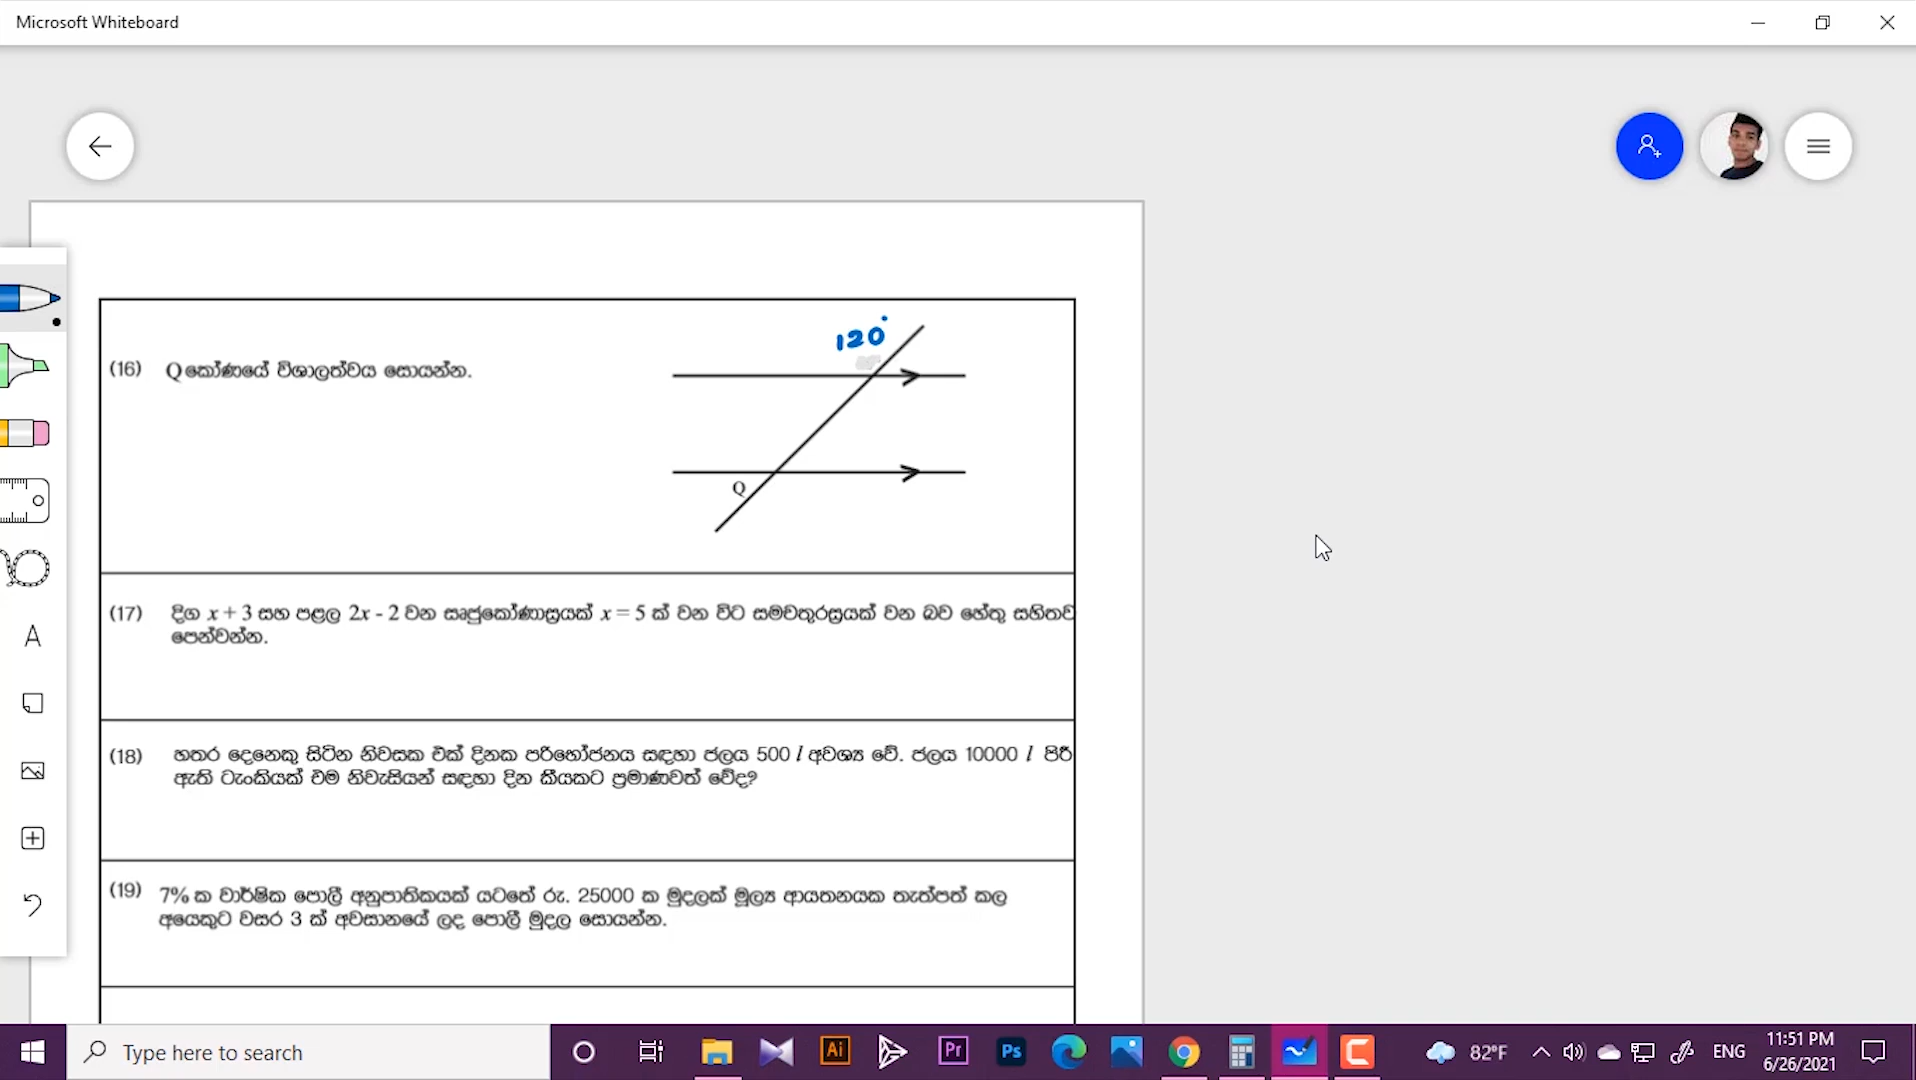 Microsoft Whiteboard
120°
(16) Q කෝණයේ විශාලත්වය සොයන්න.
Q
(17) දිග x + 3 සහ පළල 2x - 2 වන සෘජුකෝණාස්‍රයක් x = 5 ක් වන විට සමචතුරස්‍රයක් වන බව හේතු සහිතව
පෙන්වන්න.
(18) හතර දෙනෙකු සිටින නිවසක එක් දිනක පරිභෝජනය සඳහා ජලය 500 l අවශ්‍ය වේ. ජලය 10000 l පිරී
ඇති ටැංකියක් එම නිවැසියන් සඳහා දින කීයකට ප්‍රමාණවත් වේද?
(19) 7% ක වාර්ෂික පොලී අනුපාතිකයක් යටතේ රු. 25000 ක මුදලක් මූල්‍ය ආයතනයක තැන්පත් කල
අයෙකුට වසර 3 ක් අවසානයේ ලද පොලී මුදල සොයන්න.
A
Type here to search
Ai
Pr
Ps
82°F
ENG
11:51 PM
6/26/2021